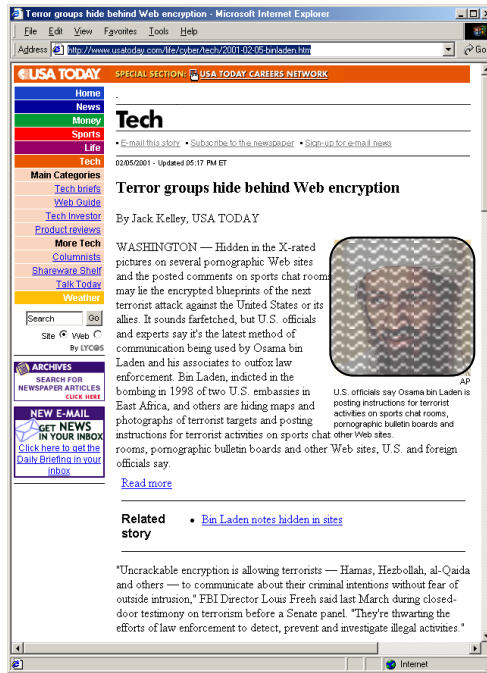 Terror groups hide behind Web encryption - Microsoft Internet Explorer
File Edit View Favorites Tools Help
Address http://www.usatoday.com/life/cyber/tech/2001-02-05-binladen.htm Go
USA TODAY
SPECIAL SECTION: USA TODAY CAREERS NETWORK
Home
News
Money
Sports
Life
Tech
Main Categories
Tech briefs
Web Guide
Tech Investor
Product reviews
More Tech
Columnists
Shareware Shelf
Talk Today
Weather
Search Go
Site Web
By LYCOS
ARCHIVES
SEARCH FOR
NEWSPAPER ARTICLES
CLICK HERE
NEW E-MAIL
GET NEWS
IN YOUR INBOX
Click here to get the
Daily Briefing in your
inbox
Tech
• E-mail this story • Subscribe to the newspaper • Sign-up for e-mail news
02/05/2001 - Updated 05:17 PM ET
Terror groups hide behind Web encryption
By Jack Kelley, USA TODAY
WASHINGTON — Hidden in the X-rated
pictures on several pornographic Web sites
and the posted comments on sports chat rooms
may lie the encrypted blueprints of the next
terrorist attack against the United States or its
allies. It sounds farfetched, but U.S. officials
and experts say it's the latest method of
communication being used by Osama bin
Laden and his associates to outfox law
enforcement. Bin Laden, indicted in the
bombing in 1998 of two U.S. embassies in
East Africa, and others are hiding maps and
photographs of terrorist targets and posting
instructions for terrorist activities on sports chat
rooms, pornographic bulletin boards and other Web sites, U.S. and foreign
officials say.
AP
U.S. officials say Osama bin Laden is
posting instructions for terrorist
activities on sports chat rooms,
pornographic bulletin boards and
other Web sites.
Read more
Related
story
• Bin Laden notes hidden in sites
"Uncrackable encryption is allowing terrorists — Hamas, Hezbollah, al-Qaida
and others — to communicate about their criminal intentions without fear of
outside intrusion," FBI Director Louis Freeh said last March during closed-
door testimony on terrorism before a Senate panel. "They're thwarting the
efforts of law enforcement to detect, prevent and investigate illegal activities."
Internet